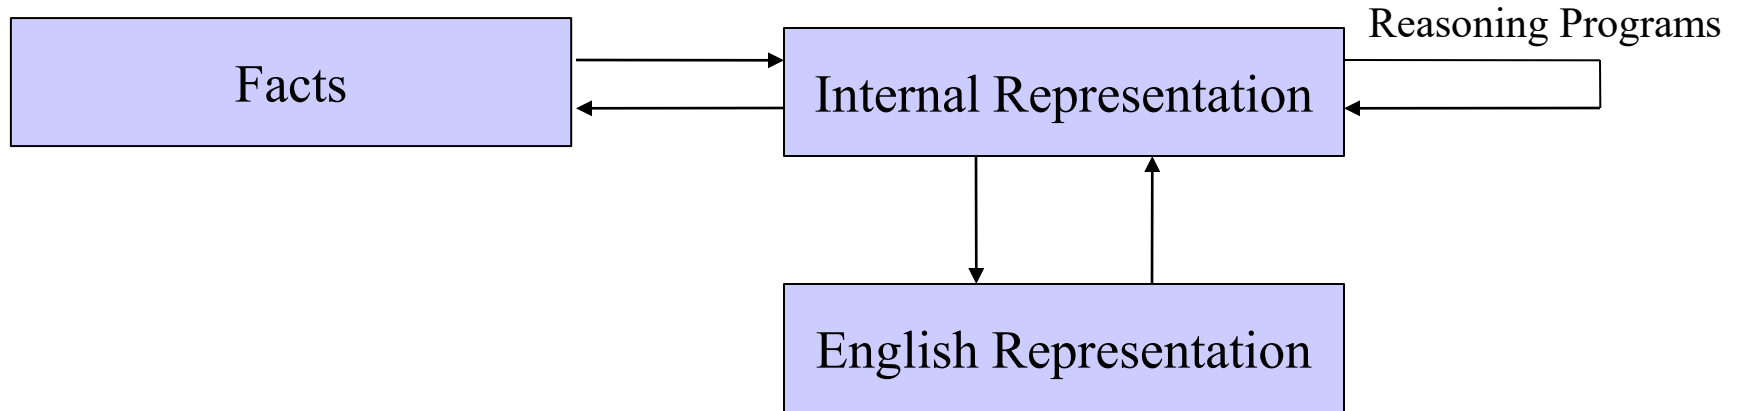 Reasoning Programs
Facts
Internal Representation
English Representation